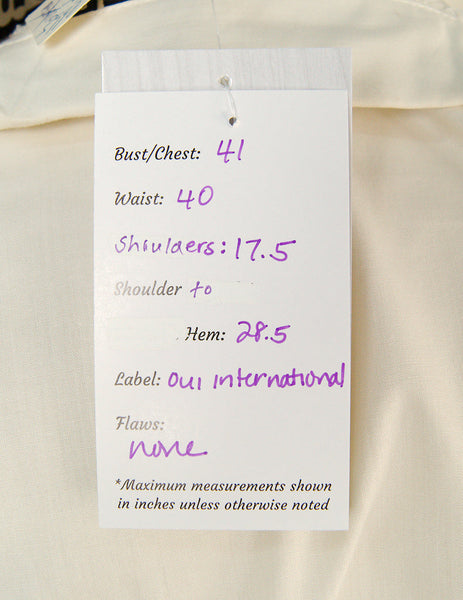 Bust/Chest: 41
Waist: 40
Shoulders: 17.5
Shoulder to
Hem: 28.5
Label: Oui international
Flaws:
none
*Maximum measurements shown
in inches unless otherwise noted